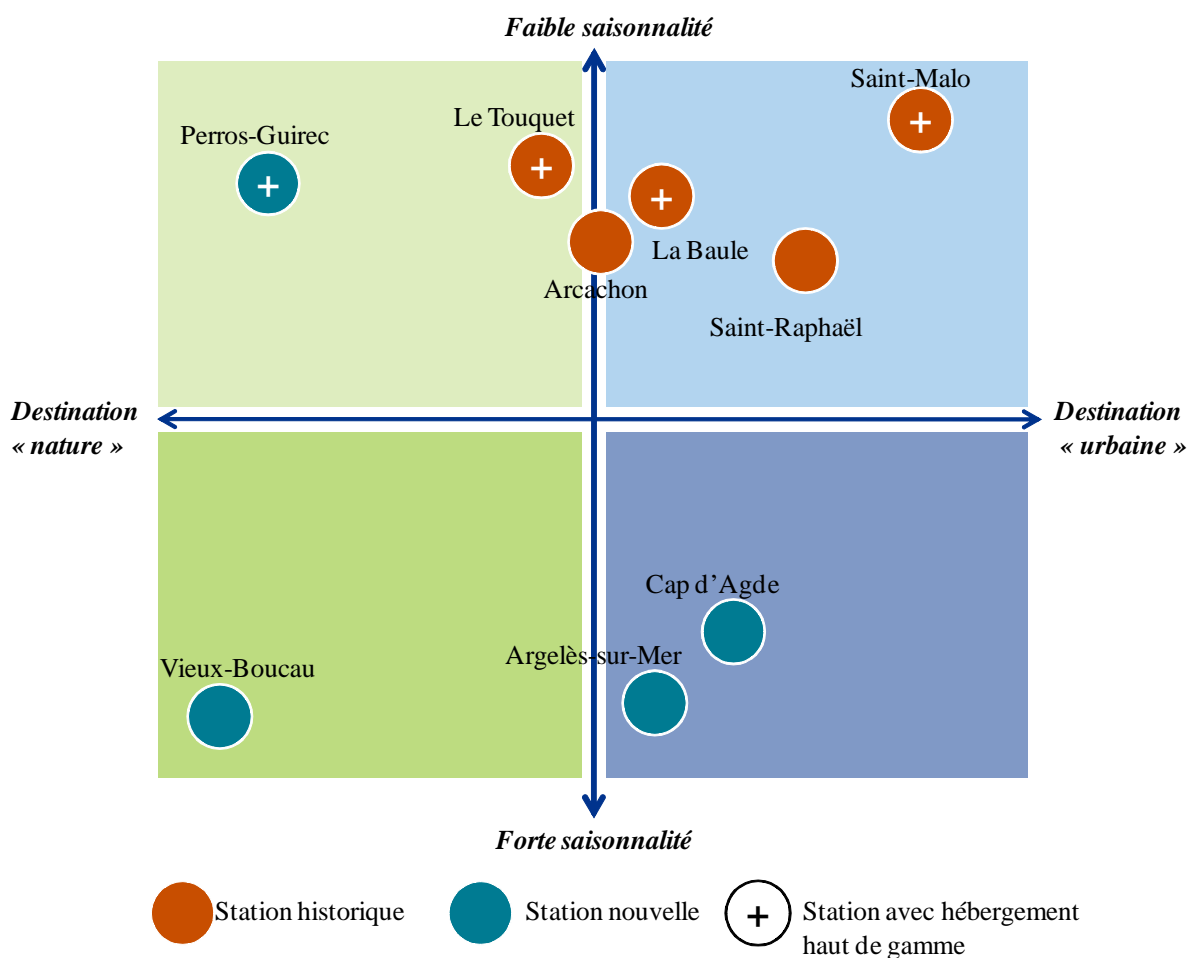 Faible saisonnalité
Saint-Malo
Le Touquet
Perros-Guirec
+
+
+
+
La Baule
Arcachon
Saint-Raphaël
Destination
« nature »
Destination
« urbaine »
Cap d’Agde
Argelès-sur-Mer
Vieux-Boucau
Forte saisonnalité
Station historique
Station nouvelle
+
Station avec hébergement
haut de gamme